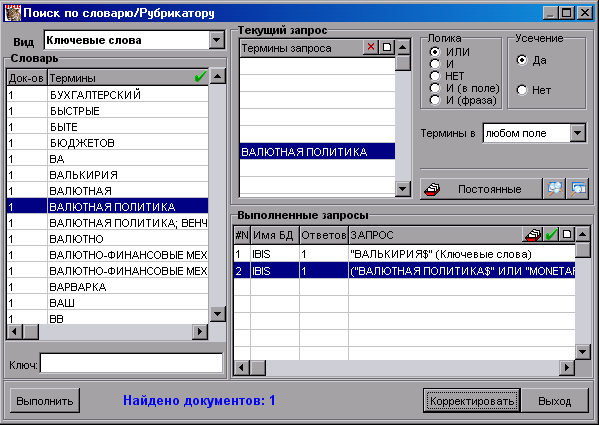 Поиск по словарю/Рубрикатору
Вид
Ключевые слова
Словарь
Док-ов Термины
1 БУХГАЛТЕРСКИЙ
1 БЫСТРЫЕ
1 БЫТЕ
1 БЮДЖЕТОВ
1 ВА
1 ВАЛЬКИРИЯ
1 ВАЛЮТНАЯ
1 ВАЛЮТНАЯ ПОЛИТИКА
1 ВАЛЮТНАЯ ПОЛИТИКА; ВЕНЧ
1 ВАЛЮТНО
1 ВАЛЮТНО-ФИНАНСОВЫЕ МЕХ
1 ВАЛЮТНО-ФИНАНСОВЫЕ МЕХ
1 ВАРВАРКА
1 ВАШ
1 ВВ
Ключ:
Текущий запрос
Термины запроса
ВАЛЮТНАЯ ПОЛИТИКА
Логика
ИЛИ
И
НЕТ
И (в поле)
И (фраза)
Усечение
Да
Нет
Термины в любом поле
Постоянные
Выполненные запросы
#N Имя БД Ответов ЗАПРОС
1 IBIS 1 "ВАЛЬКИРИЯ$" (Ключевые слова)
2 IBIS 1 ("ВАЛЮТНАЯ ПОЛИТИКА$" ИЛИ "MONETAR
Выполнить
Найдено документов: 1
Корректировать
Выход